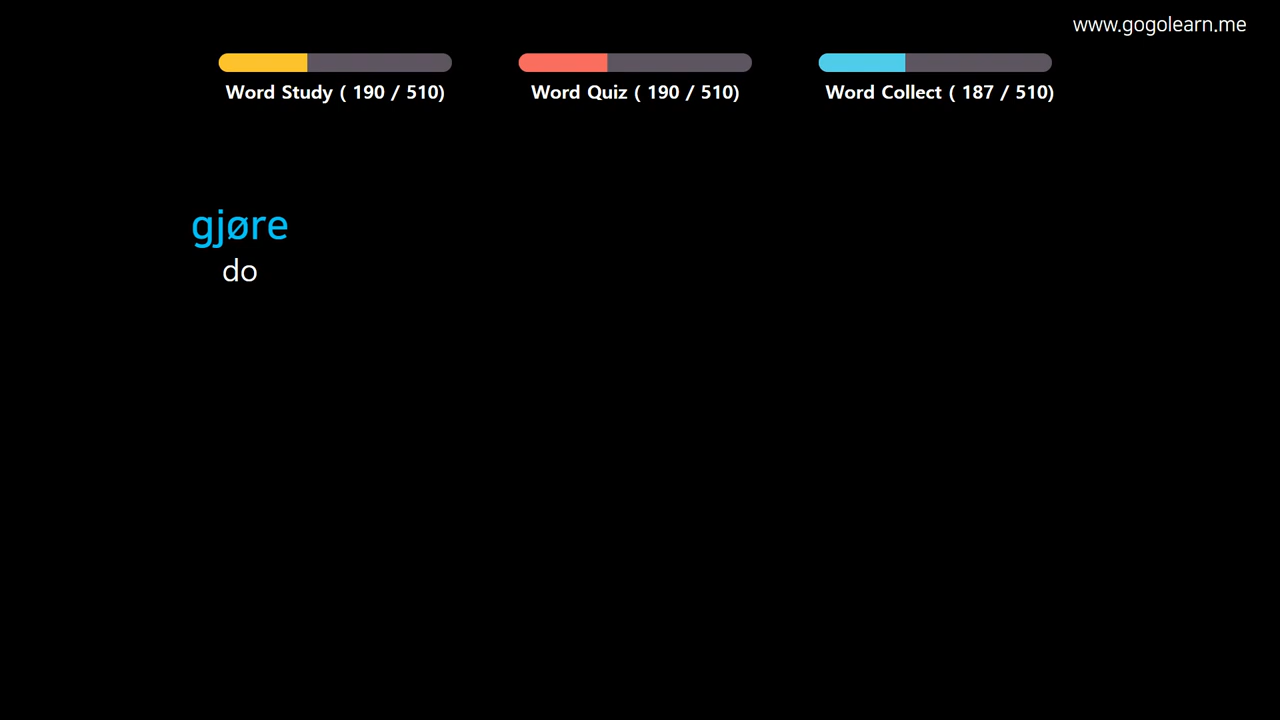 www.gogolearn.me
Word Study ( 190 / 510)
Word Quiz ( 190 / 510)
Word Collect ( 187 / 510)
gjøre
do